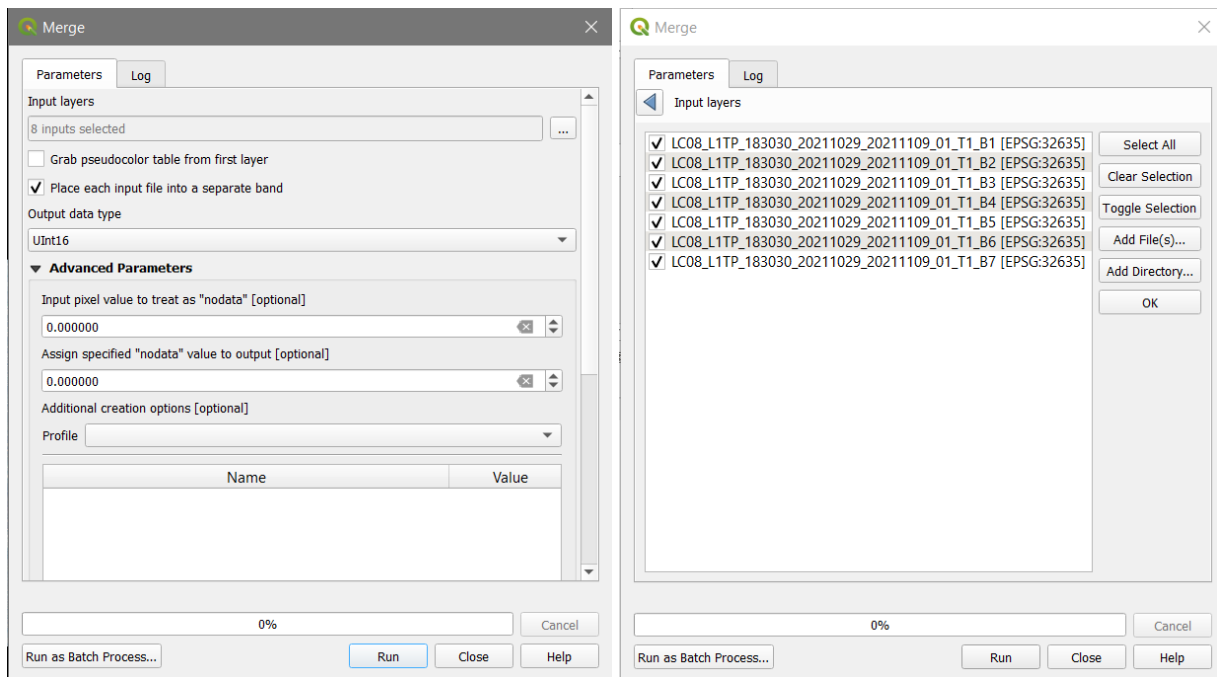 Merge
Parameters
Log
Input layers
8 inputs selected
...
Grab pseudocolor table from first layer
Place each input file into a separate band
Output data type
UInt16
Advanced Parameters
Input pixel value to treat as "nodata" [optional]
0.000000
Assign specified "nodata" value to output [optional]
0.000000
Additional creation options [optional]
Profile
Name Value
0%
Cancel
Run as Batch Process...
Run
Close
Help
Merge
Parameters
Log
Input layers
LC08_L1TP_183030_20211029_20211109_01_T1_B1 [EPSG:32635]
LC08_L1TP_183030_20211029_20211109_01_T1_B2 [EPSG:32635]
LC08_L1TP_183030_20211029_20211109_01_T1_B3 [EPSG:32635]
LC08_L1TP_183030_20211029_20211109_01_T1_B4 [EPSG:32635]
LC08_L1TP_183030_20211029_20211109_01_T1_B5 [EPSG:32635]
LC08_L1TP_183030_20211029_20211109_01_T1_B6 [EPSG:32635]
LC08_L1TP_183030_20211029_20211109_01_T1_B7 [EPSG:32635]
Select All
Clear Selection
Toggle Selection
Add File(s)...
Add Directory...
OK
0%
Cancel
Run as Batch Process...
Run
Close
Help